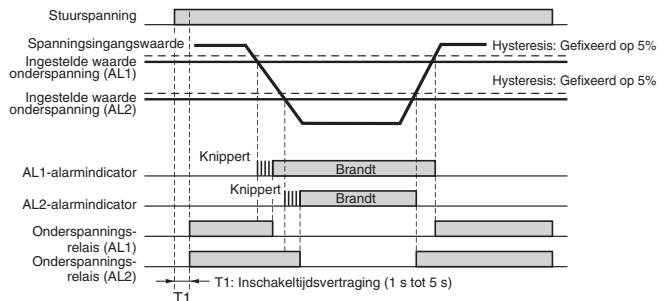 Stuurspanning
Spanningsingangswaarde
Hysteresis: Gefixeerd op 5%
Ingestelde waarde
onderspanning (AL1)
Hysteresis: Gefixeerd op 5%
Ingestelde waarde
onderspanning (AL2)
Knippert
Brandt
AL1-alarmindicator
Knippert
Brandt
AL2-alarmindicator
Onderspannings-
relais (AL1)
Onderspannings-
relais (AL2)
T1: Inschakeltijdsvertraging (1 s tot 5 s)
T1